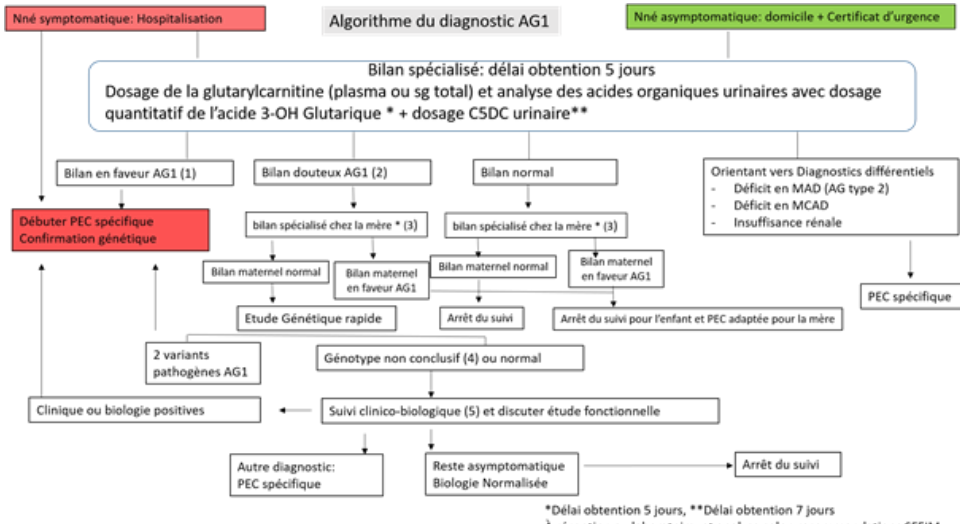 Nné symptomatique: Hospitalisation
Algorithme du diagnostic AG1
Nné asymptomatique: domicile + Certificat d'urgence
Bilan spécialisé: délai obtention 5 jours
Dosage de la glutarylcarnitine (plasma ou sg total) et analyse des acides organiques urinaires avec dosage
quantitatif de l'acide 3-OH Glutarique * + dosage C5DC urinaire**
Bilan en faveur AG1 (1)
Bilan douteux AG1 (2)
Bilan normal
Orientant vers Diagnostics différentiels
- Déficit en MAD (AG type 2)
- Déficit en MCAD
- Insuffisance rénale
Débuter PEC spécifique
Confirmation génétique
bilan spécialisé chez la mère * (3)
bilan spécialisé chez la mère * (3)
Bilan maternel normal
Bilan maternel
en faveur AG1
Bilan maternel normal
Bilan maternel
en faveur AG1
PEC spécifique
Etude Génétique rapide
Arrêt du suivi
Arrêt du suivi pour l'enfant et PEC adaptée pour la mère
2 variants
pathogènes AG1
Génotype non conclusif (4) ou normal
Clinique ou biologie positives
Suivi clinico-biologique (5) et discuter étude fonctionnelle
Autre diagnostic:
PEC spécifique
Reste asymptomatique
Biologie Normalisée
Arrêt du suivi
*Délai obtention 5 jours, **Délai obtention 7 jours